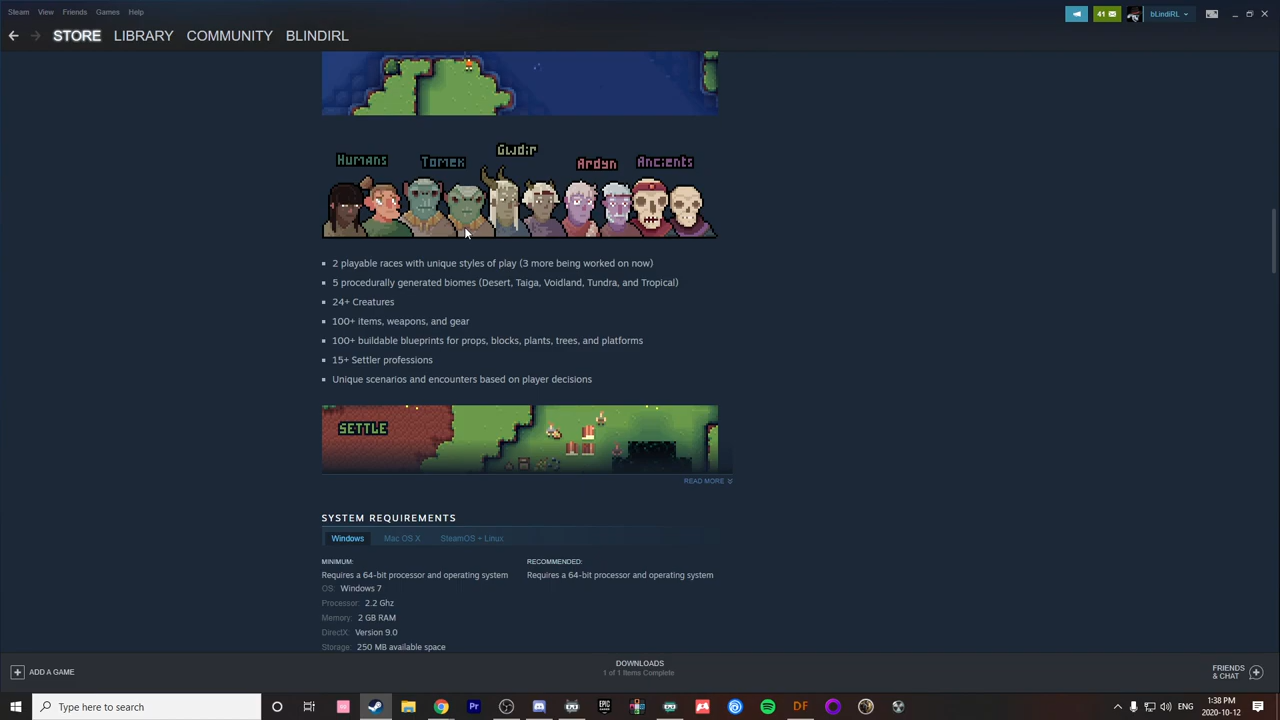 Steam View Friends Games Help
41
bLindiRL
STORE LIBRARY COMMUNITY BLINDIRL
Humans Tomek Gwdir Ardyn Ancients
2 playable races with unique styles of play (3 more being worked on now)
5 procedurally generated biomes (Desert, Taiga, Voidland, Tundra, and Tropical)
24+ Creatures
100+ items, weapons, and gear
100+ buildable blueprints for props, blocks, plants, trees, and platforms
15+ Settler professions
Unique scenarios and encounters based on player decisions
SETTLE
READ MORE
SYSTEM REQUIREMENTS
Windows Mac OS X SteamOS + Linux
MINIMUM: RECOMMENDED:
Requires a 64-bit processor and operating system Requires a 64-bit processor and operating system
OS: Windows 7
Processor: 2.2 Ghz
Memory: 2 GB RAM
DirectX: Version 9.0
Storage: 250 MB available space
ADD A GAME
DOWNLOADS
1 of 1 Items Complete
FRIENDS
& CHAT
Type here to search
Pr
EPIC
GAMES
DF
ENG
1:38 PM
2020-10-12